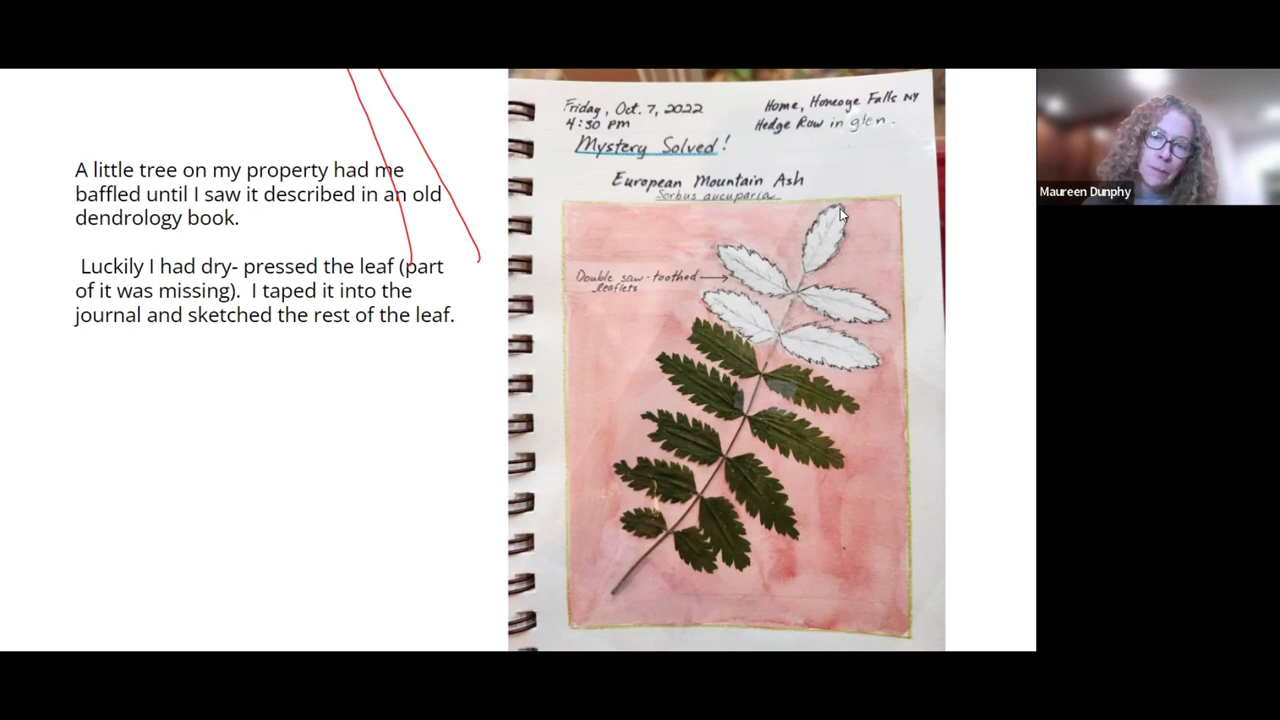 A little tree on my property had me
baffled until I saw it described in an old
dendrology book.
Luckily I had dry- pressed the leaf (part
of it was missing). I taped it into the
journal and sketched the rest of the leaf.
Friday, Oct. 7, 2022
4:30 pm
Home, Honeoye Falls NY
Hedge Row in glen.
Mystery Solved!
European Mountain Ash
Sorbus aucuparia
Double saw-toothed
leaflets
Maureen Dunphy